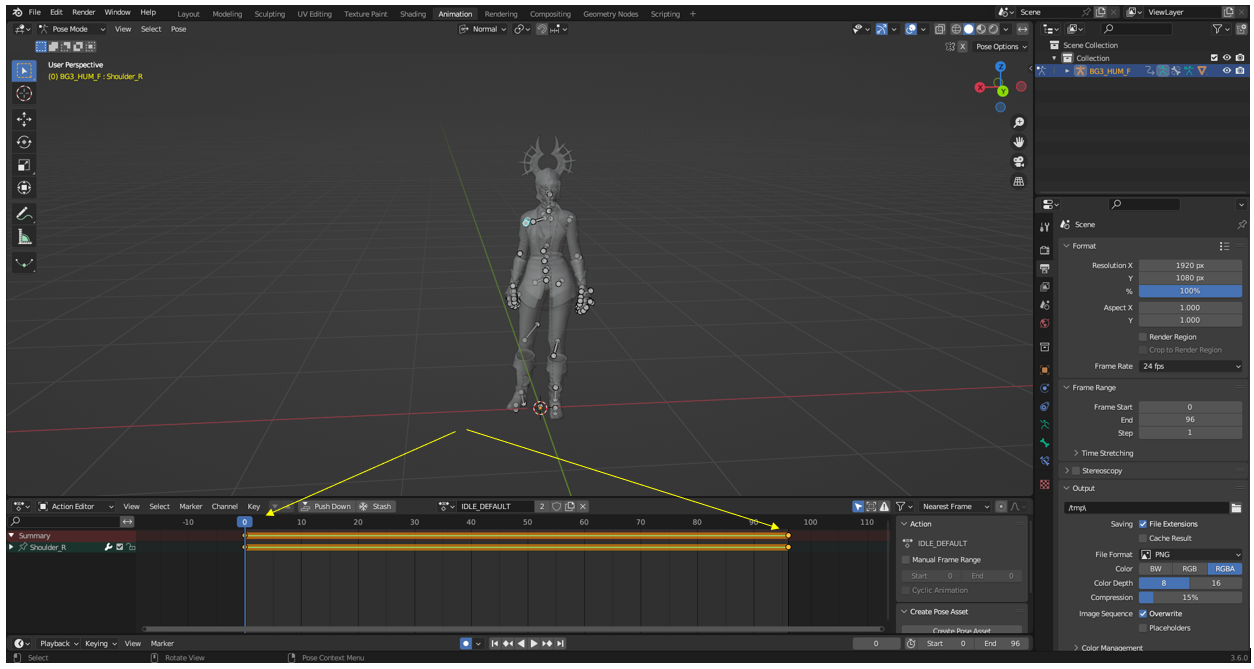 File Edit Render Window Help Layout Modeling Sculpting UV Editing Texture Paint Shading Animation Rendering Compositing Geometry Nodes Scripting + Scene ViewLayer
Pose Mode View Select Pose Normal
X Pose Options
User Perspective
(0) BG3_HUM_F : Shoulder_R
Z
X
Y
Scene Collection
Collection
BG3_HUM_F
Scene
Format
Resolution X 1920 px
Y 1080 px
% 100%
Aspect X 1.000
Y 1.000
Render Region
Crop to Render Region
Frame Rate 24 fps
Frame Range
Frame Start 0
End 96
Step 1
Time Stretching
Stereoscopy
Output
/tmp\
Saving File Extensions
Cache Result
File Format PNG
Color BW RGB RGBA
Color Depth 8 16
Compression 15%
Image Sequence Overwrite
Placeholders
Color Management
Action Editor View Select Marker Channel Key Push Down Stash IDLE_DEFAULT 2 Nearest Frame
-10 0 10 20 30 40 50 60 70 80 90 100 110
Summary
Shoulder_R
Action
IDLE_DEFAULT
Manual Frame Range
Start 0 End 0
Cyclic Animation
Create Pose Asset
Create Pose Asset
Playback Keying View Marker 0 Start 0 End 96
Select Rotate View Pose Context Menu 3.6.0